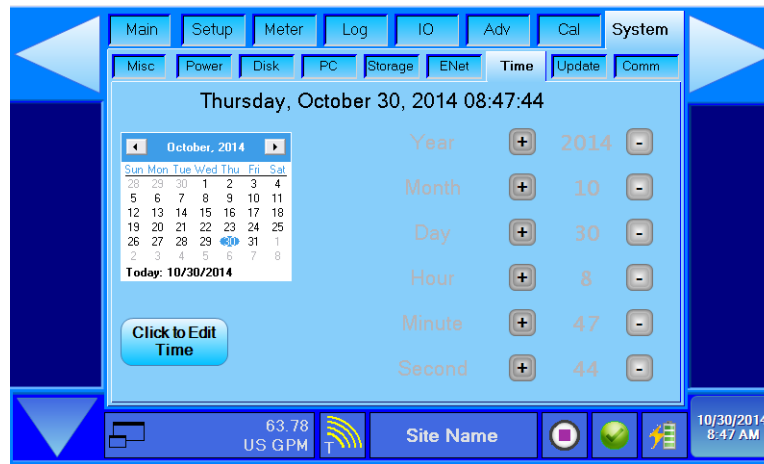 Main Setup Meter Log IO Adv Cal System
Misc Power Disk PC Storage ENet Time Update Comm
Thursday, October 30, 2014 08:47:44
October, 2014
Sun Mon Tue Wed Thu Fri Sat
28 29 30 1 2 3 4
5 6 7 8 9 10 11
12 13 14 15 16 17 18
19 20 21 22 23 24 25
26 27 28 29 30 31 1
2 3 4 5 6 7 8
Today: 10/30/2014
Click to Edit
Time
Year + 2014 -
Month + 10 -
Day + 30 -
Hour + 8 -
Minute + 47 -
Second + 44 -
63.78
US GPM
T
Site Name
10/30/2014
8:47 AM